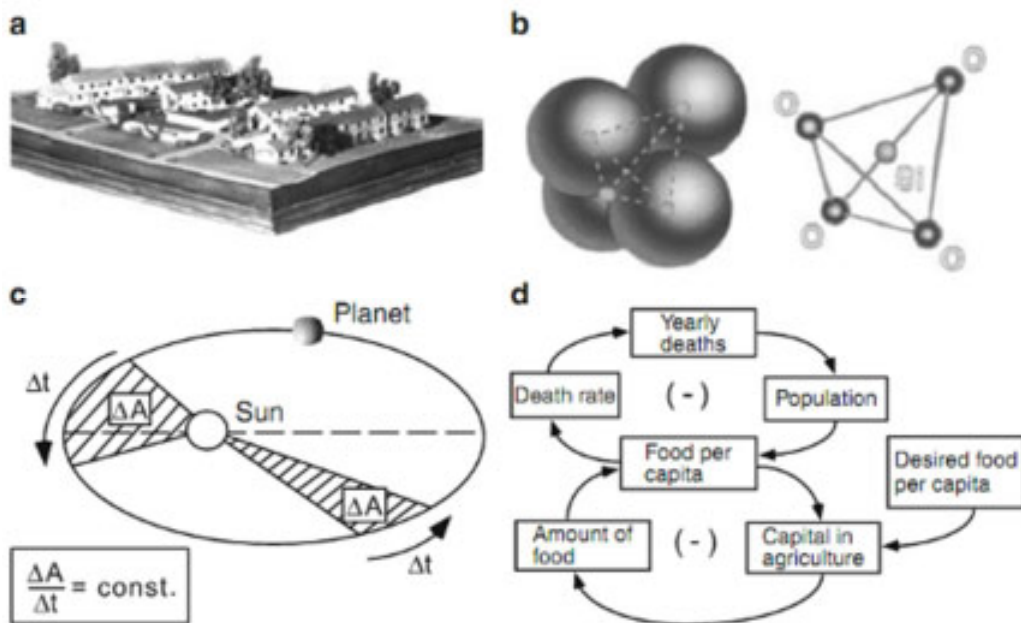 a
b
O
O
Si
O
O
c
Planet
Δt
ΔA
Sun
ΔA
Δt
ΔA
Δt
= const.
d
Yearly
deaths
Death rate
(-)
Population
Food per
capita
Desired food
per capita
Amount of
food
(-)
Capital in
agriculture